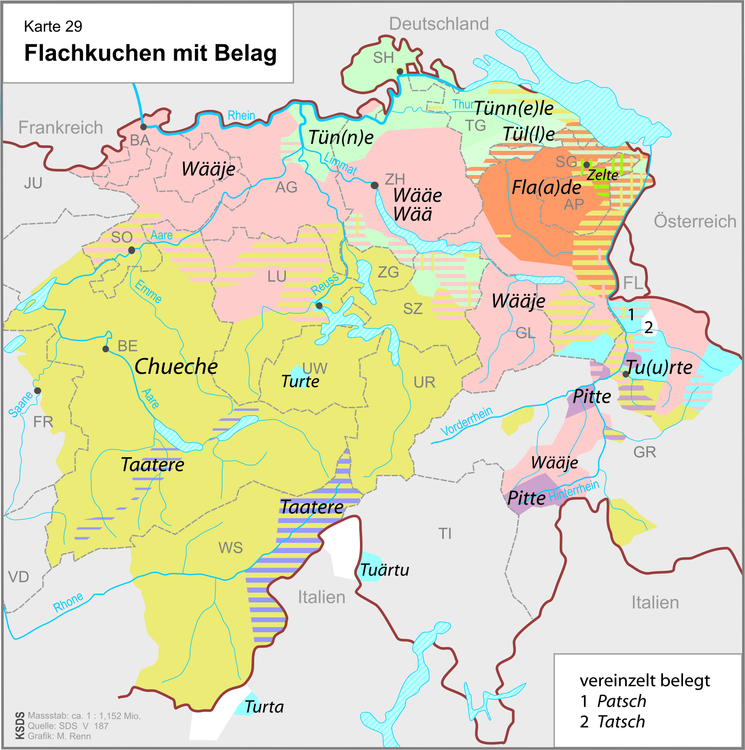 Karte 29
Flachkuchen mit Belag
Deutschland
SH
Frankreich
Rhein
Thur
Tünn(e)le
BA
Tün(n)e
TG
Tül(l)e
Wääje
Limmat
SG
Zelte
JU
AG
ZH
Wäae
Wää
Fla(a)de
AP
Österreich
SO
Aare
LU
Reuss
ZG
FL
Emme
SZ
Wääje
1
2
BE
Chueche
GL
UW
Turte
UR
Tu(u)rte
Saane
Aare
Pitte
FR
Vorderrhein
Taatere
Wääje
GR
Taatere
Pitte
Hinterrhein
WS
TI
Tuärtu
VD
Rhone
Italien
Italien
Turta
vereinzelt belegt
1 Patsch
2 Tatsch
KSDS
Massstab: ca. 1 : 1,152 Mio.
Quelle: SDS V 187
Grafik: M. Renn